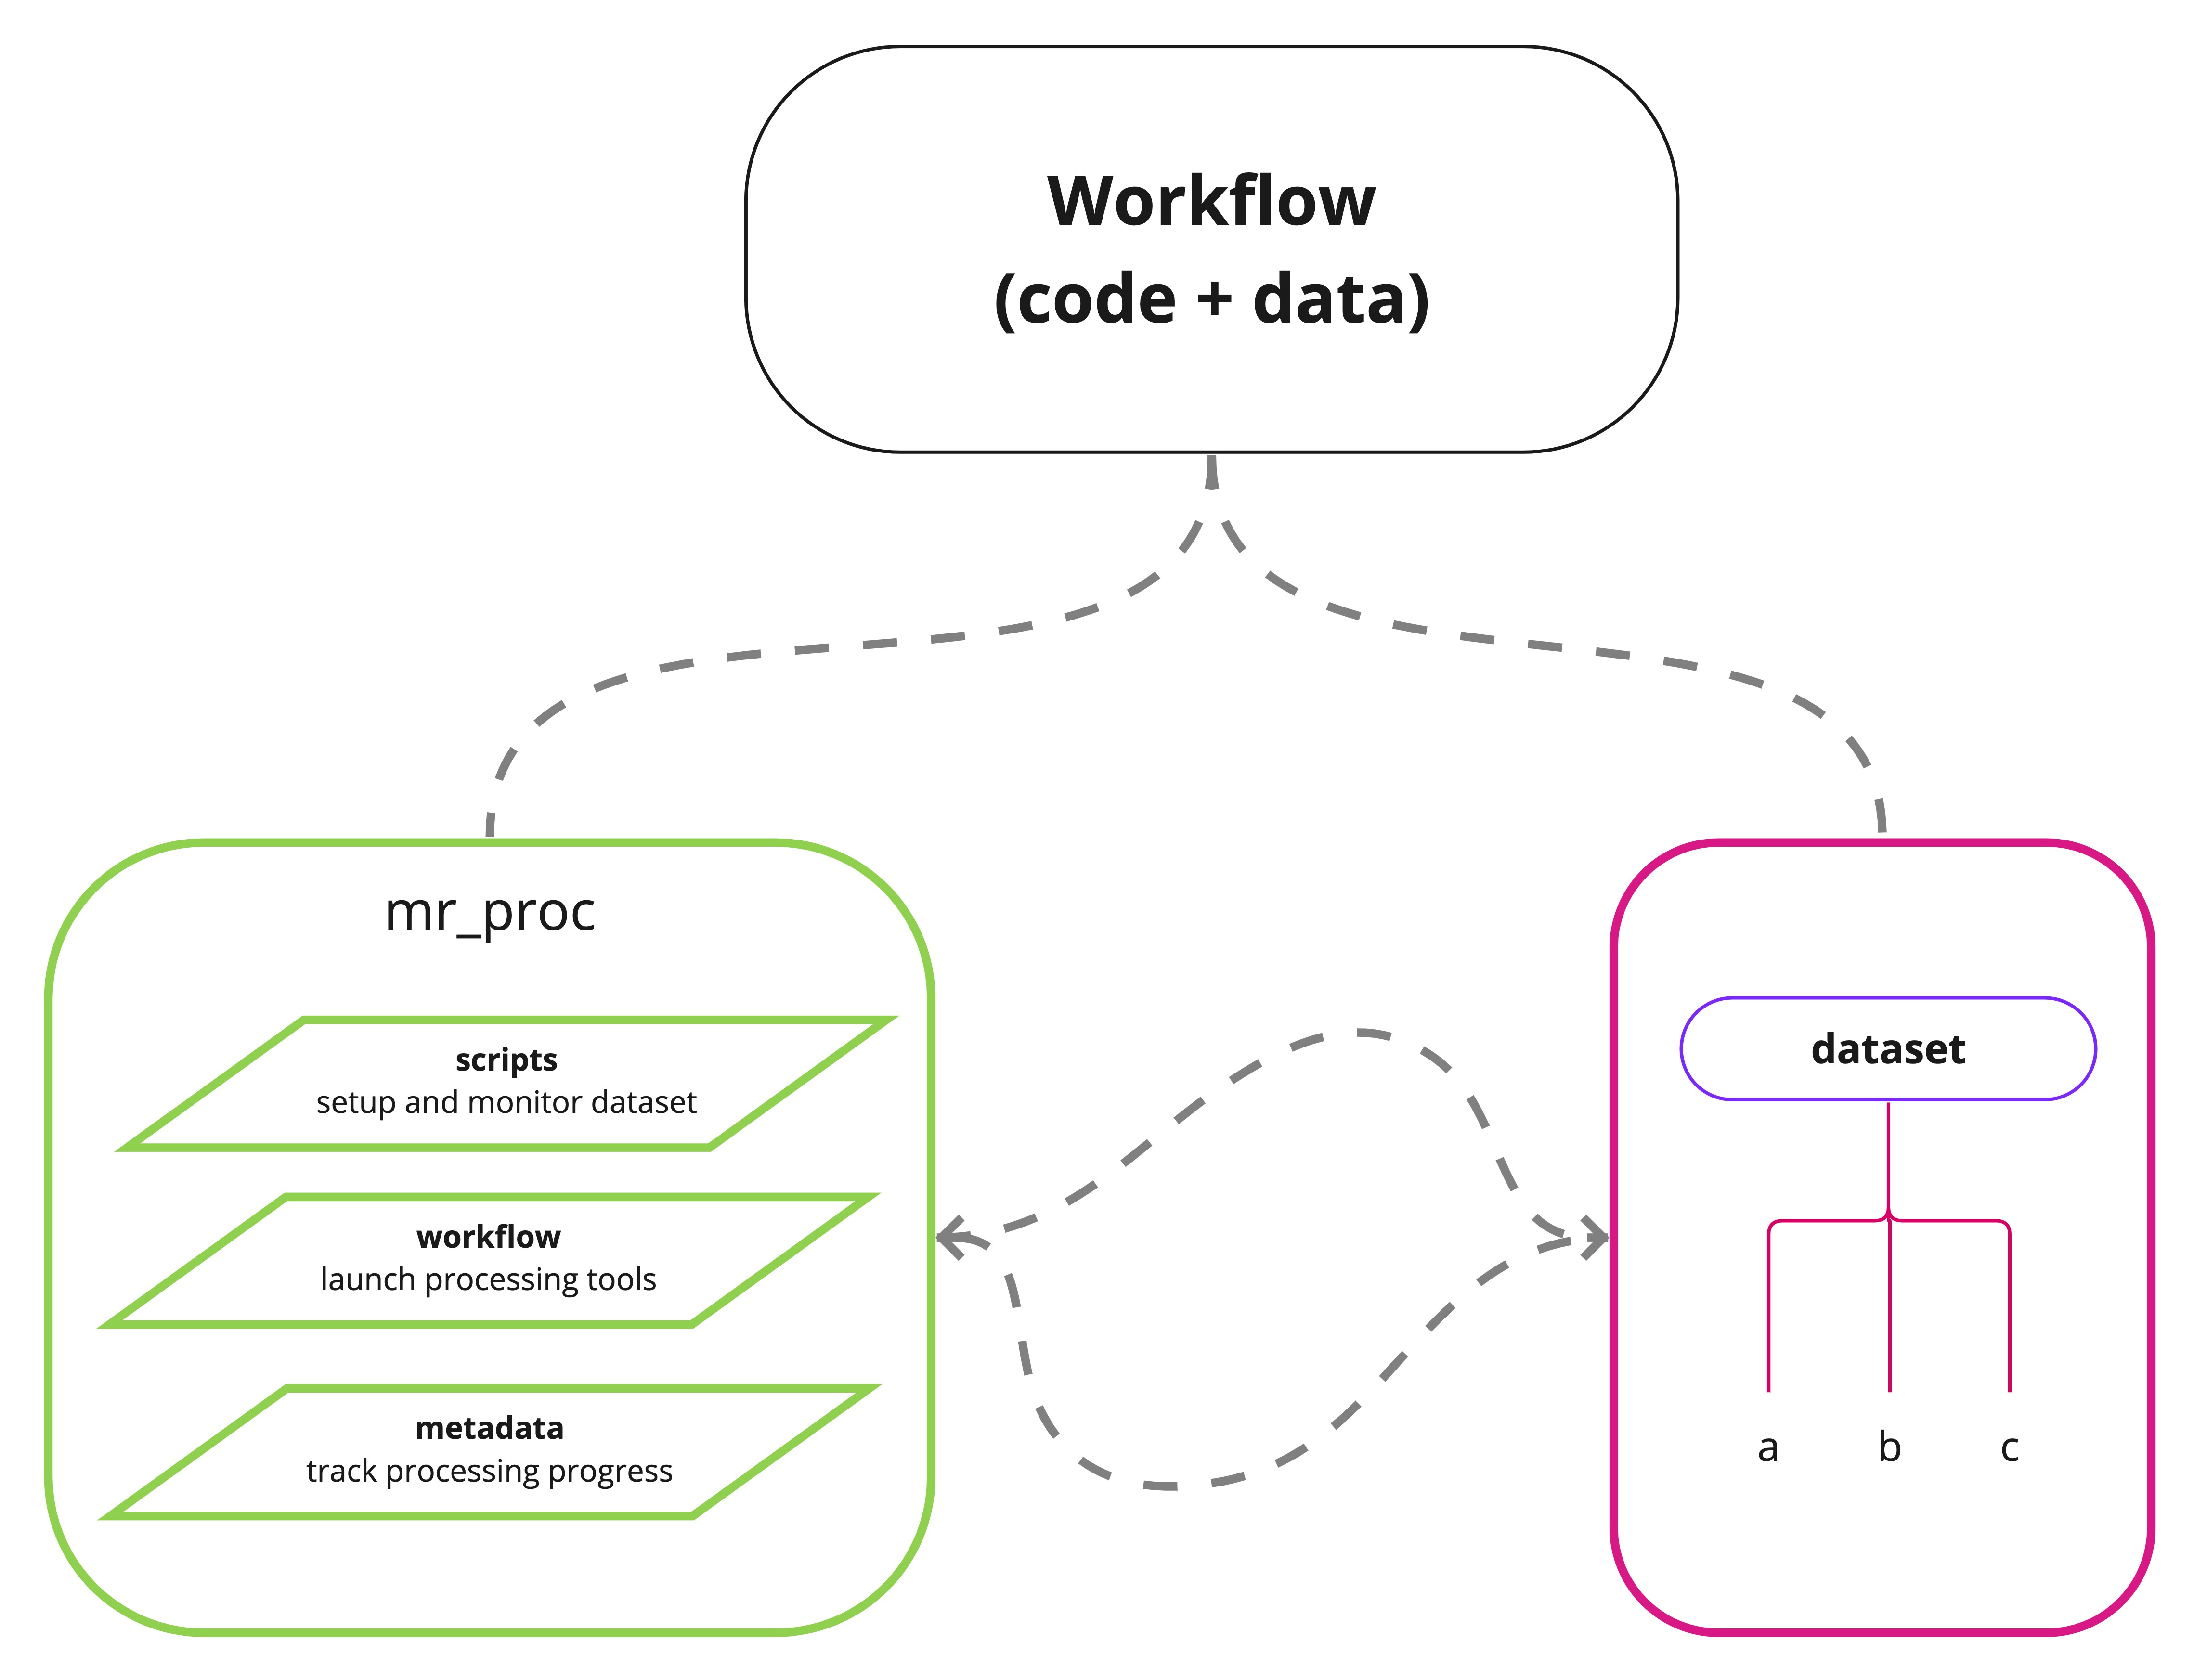 Workflow
(code + data)
mr_proc
scripts
setup and monitor dataset
workflow
launch processing tools
metadata
track processing progress
dataset
a b c